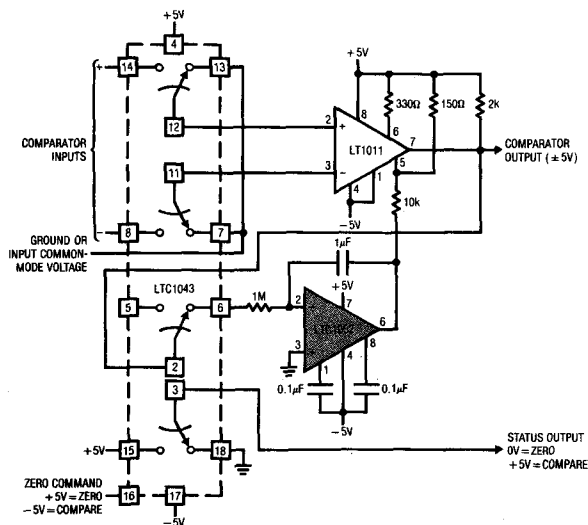 +5V
4
+
14
13
12
COMPARATOR
INPUTS
11
-
8
7
GROUND OR
INPUT COMMON-
MODE VOLTAGE
+5V
330Ω
150Ω
2k
8
6
2
+
LT1011
7
3
-
5
4
1
-5V
COMPARATOR
OUTPUT (±5V)
10k
1µF
LTC1043
5
6
1M
+5V
2
-
7
LTC1052
6
3
+
1
4
8
0.1µF
0.1µF
-5V
2
3
+5V
15
18
STATUS OUTPUT
0V=ZERO
+5V=COMPARE
ZERO COMMAND
+5V=ZERO
-5V=COMPARE
16
17
-5V